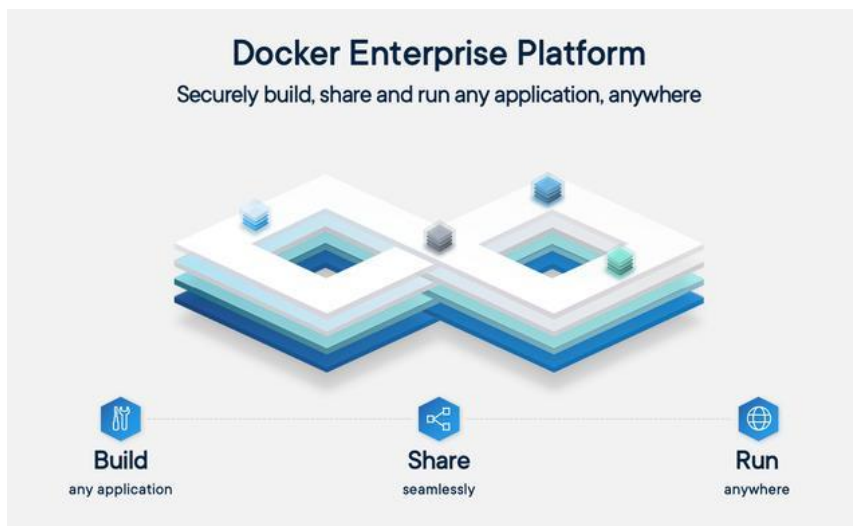 Docker Enterprise Platform
Securely build, share and run any application, anywhere
Build
any application
Share
seamlessly
Run
anywhere